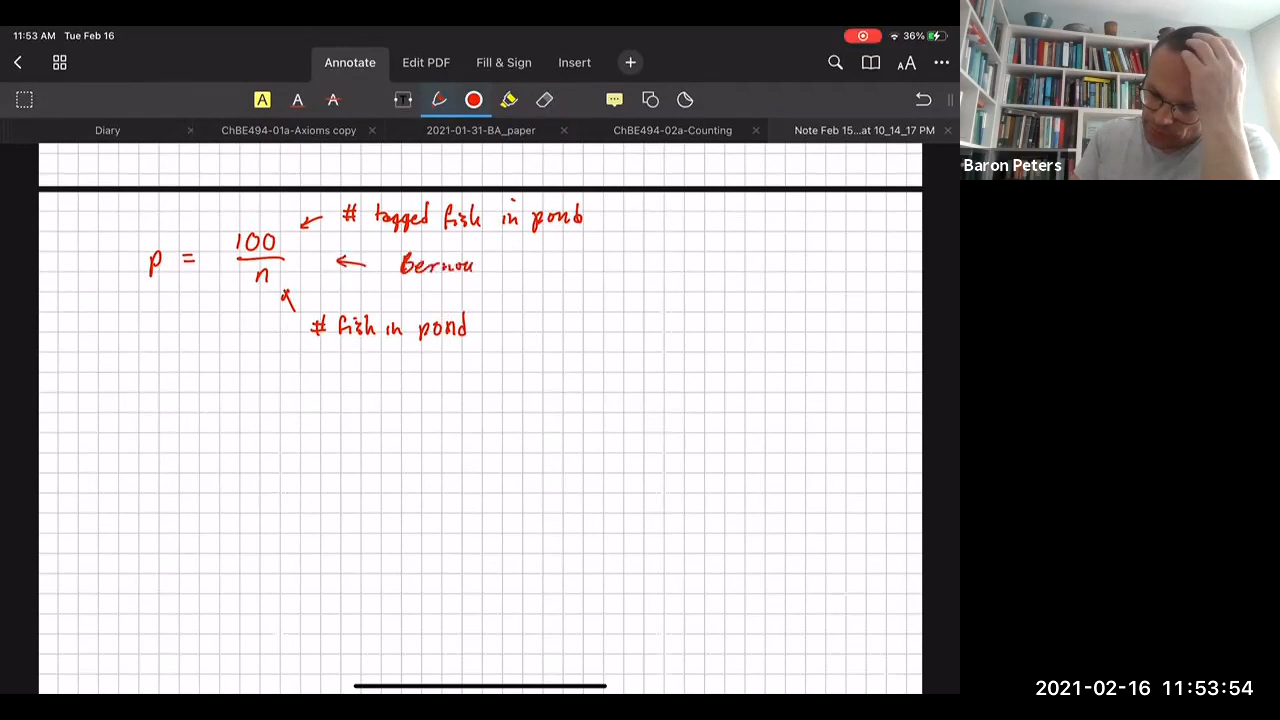 11:53 AM Tue Feb 16
36%
Annotate
Edit PDF
Fill & Sign
Insert
AA
A
A
A
T
Diary
ChBE494-01a-Axioms copy
2021-01-31-BA_paper
ChBE494-02a-Counting
Note Feb 15...at 10_14_17 PM
# tagged fish in pond
p = 100 / n
Bernou
# fish in pond
Baron Peters
2021-02-16 11:53:54